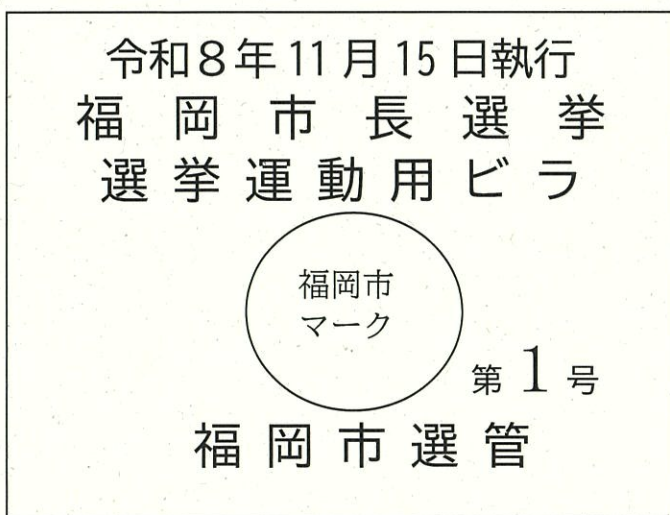 令和8年11月15日執行
福岡市長選挙
選挙運動用ビラ
福岡市
マーク
第1号
福岡市選管